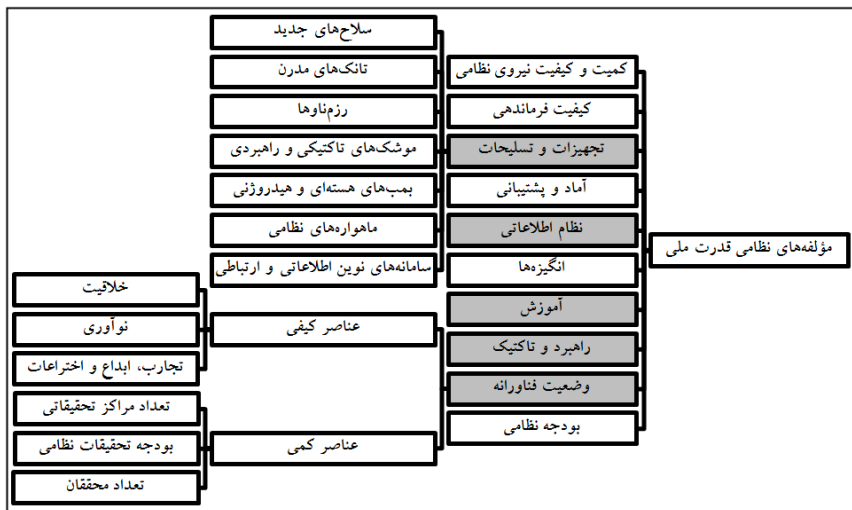 مؤلفه‌های نظامی قدرت ملی
کمیت و کیفیت نیروی نظامی
کیفیت فرماندهی
تجهیزات و تسلیحات
آماد و پشتیبانی
نظام اطلاعاتی
انگیزه‌ها
آموزش
راهبرد و تاکتیک
وضعیت فناورانه
بودجه نظامی
سلاح‌های جدید
تانک‌های مدرن
رزم‌ناوها
موشک‌های تاکتیکی و راهبردی
بمب‌های هسته‌ای و هیدروژنی
ماهواره‌های نظامی
سامانه‌های نوین اطلاعاتی و ارتباطی
عناصر کیفی
عناصر کمی
خلاقیت
نوآوری
تجارب، ابداع و اختراعات
تعداد مراکز تحقیقاتی
بودجه تحقیقات نظامی
تعداد محققان